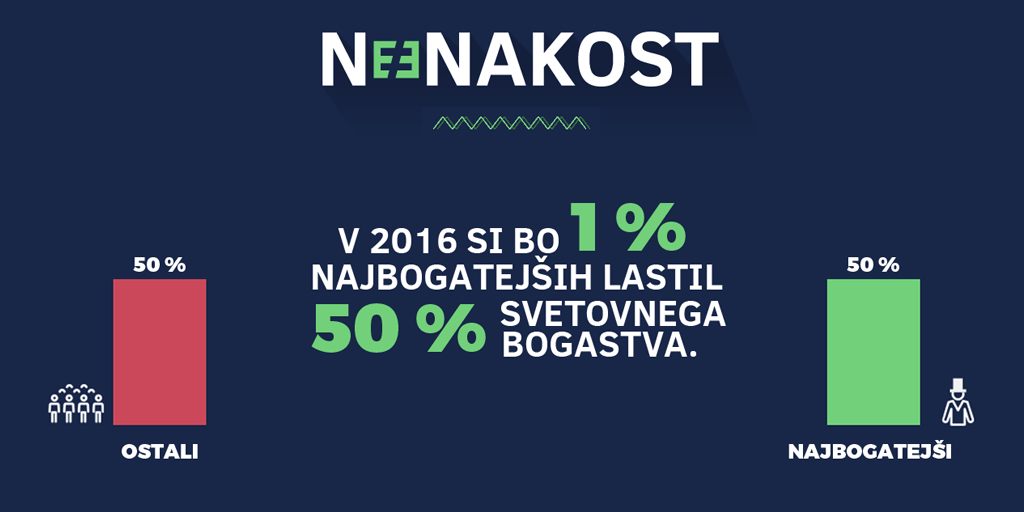 NEENAKOST
V 2016 SI BO 1 %
NAJBOGATEJŠIH LASTIL
50 % SVETOVNEGA
BOGASTVA.
50 %
OSTALI
50 %
NAJBOGATEJŠI